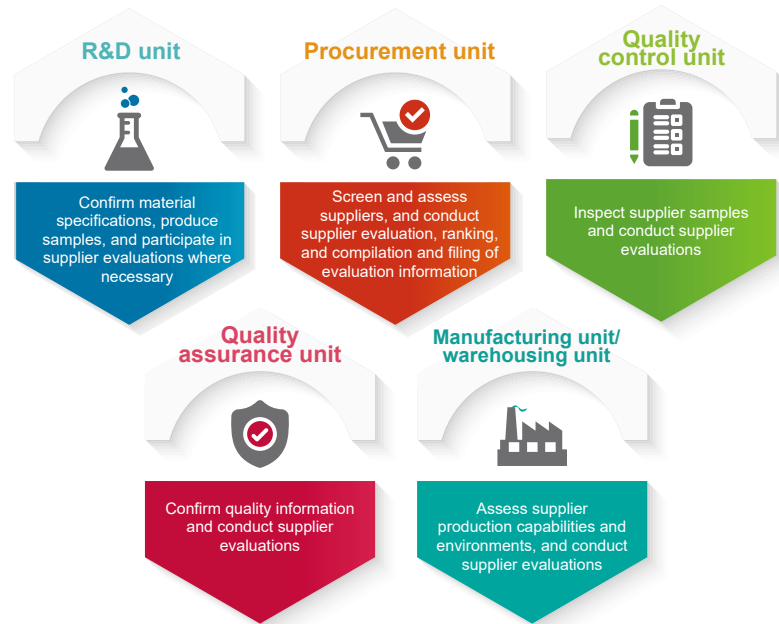 R&D unit
Confirm material
specifications, produce
samples, and participate in
supplier evaluations where
necessary
Procurement unit
Screen and assess
suppliers, and conduct
supplier evaluation, ranking,
and compilation and filing of
evaluation information
Quality
control unit
Inspect supplier samples
and conduct supplier
evaluations
Quality
assurance unit
Confirm quality information
and conduct supplier
evaluations
Manufacturing unit/
warehousing unit
Assess supplier
production capabilities and
environments, and conduct
supplier evaluations